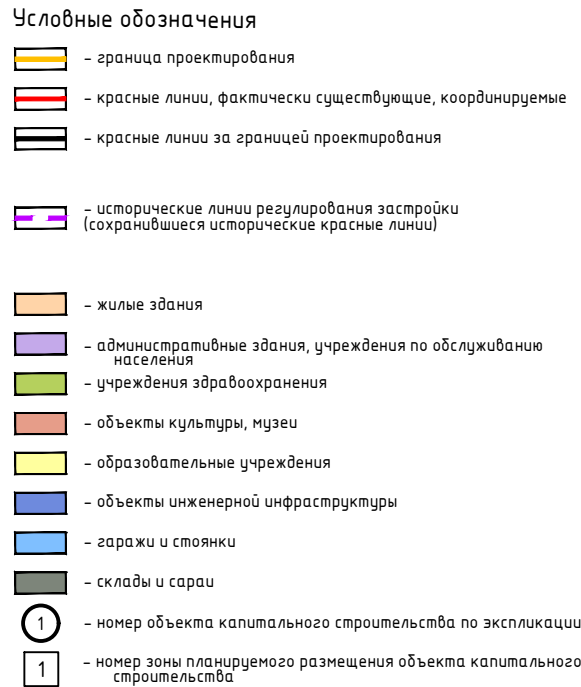 Условные обозначения
- граница проектирования
- красные линии, фактически существующие, координируемые
- красные линии за границей проектирования
- исторические линии регулирования застройки
(сохранившиеся исторические красные линии)
- жилые здания
- административные здания, учреждения по обслуживанию
населения
- учреждения здравоохранения
- объекты культуры, музеи
- образовательные учреждения
- объекты инженерной инфраструктуры
- гаражи и стоянки
- склады и сараи
1 - номер объекта капитального строительства по экспликации
1 - номер зоны планируемого размещения объекта капитального
строительства